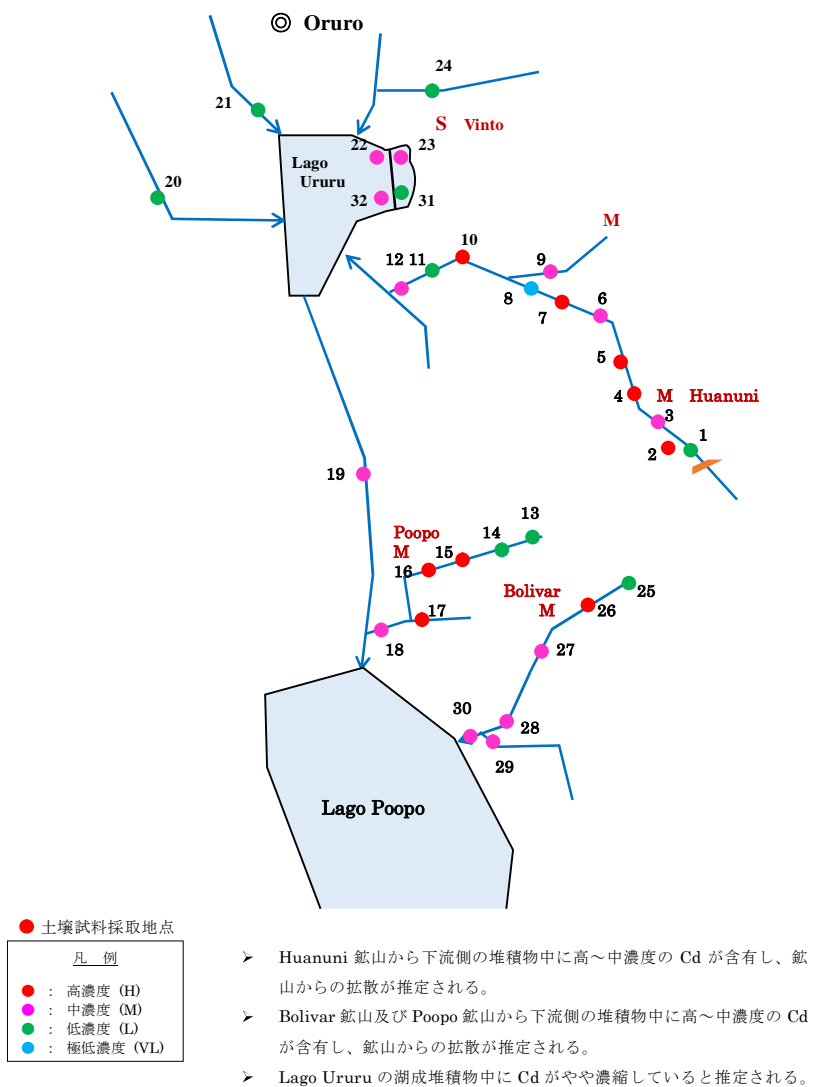 ◎ Oruro
24
21
S Vinto
22
23
Lago
Ururu
20
32
31
M
10
9
12 11
8
6
7
5
4
M Huanuni
3
1
2
19
13
Poopo
14
M
15
16
Bolivar
25
M
26
17
18
27
30
28
29
Lago Poopo
土壌試料採取地点
凡 例
： 高濃度 (H)
： 中濃度 (M)
： 低濃度 (L)
： 極低濃度 (VL)
➢ Huanuni 鉱山から下流側の堆積物中に高～中濃度の Cd が含有し、鉱
山からの拡散が推定される。
➢ Bolivar 鉱山及び Poopo 鉱山から下流側の堆積物中に高～中濃度の Cd
が含有し、鉱山からの拡散が推定される。
➢ Lago Ururu の湖成堆積物中に Cd がやや濃縮していると推定される。